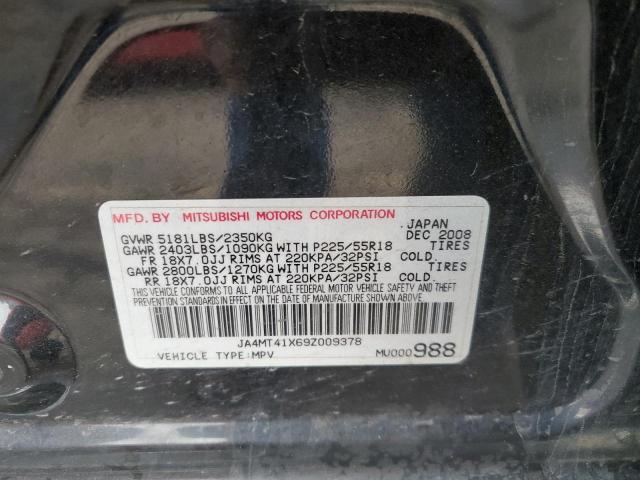 MFD. BY MITSUBISHI MOTORS CORPORATION
JAPAN
GVWR 5181LBS/2350KG DEC 2008
GAWR 2403LBS/1090KG WITH P225/55R18 TIRES
FR 18X7.0JJ RIMS AT 220KPA/32PSI COLD.
GAWR 2800LBS/1270KG WITH P225/55R18 TIRES
RR 18X7.0JJ RIMS AT 220KPA/32PSI COLD.
THIS VEHICLE CONFORMS TO ALL APPLICABLE FEDERAL MOTOR VEHICLE SAFETY AND THEFT
PREVENTION STANDARDS IN EFFECT ON THE DATE OF MANUFACTURE SHOWN ABOVE.
JA4MT41X69Z009378
VEHICLE TYPE:MPV MU000988